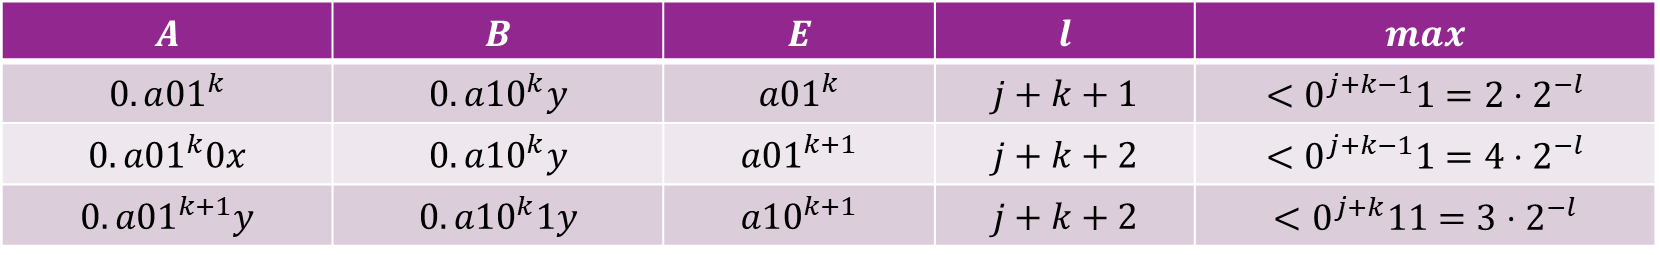 A B E l max
0. a01^k 0. a10^k y a01^k j + k + 1 < 0^{j+k−1}1 = 2 · 2^{−l}
0. a01^k 0x 0. a10^k y a01^{k+1} j + k + 2 < 0^{j+k−1}1 = 4 · 2^{−l}
0. a01^{k+1} y 0. a10^k 1y a10^{k+1} j + k + 2 < 0^{j+k}11 = 3 · 2^{−l}